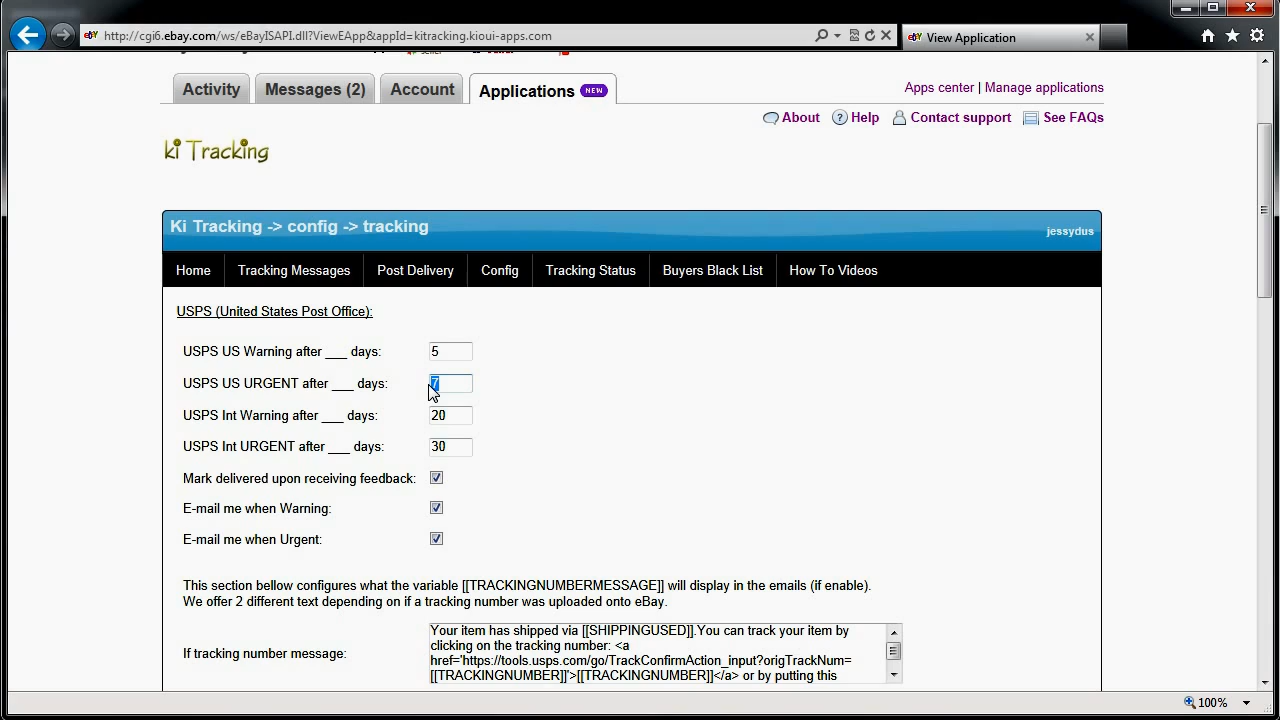 http://cgi6.ebay.com/ws/eBayISAPI.dll?ViewEApp&appId=kitracking.kioui-apps.com
View Application
Activity
Messages (2)
Account
Applications NEW
Apps center | Manage applications
About
Help
Contact support
See FAQs
ki Tracking
Ki Tracking -> config -> tracking
jessydus
Home
Tracking Messages
Post Delivery
Config
Tracking Status
Buyers Black List
How To Videos
USPS (United States Post Office):
USPS US Warning after ___ days: 5
USPS US URGENT after ___ days: 7
USPS Int Warning after ___ days: 20
USPS Int URGENT after ___ days: 30
Mark delivered upon receiving feedback:
E-mail me when Warning:
E-mail me when Urgent:
This section bellow configures what the variable [[TRACKINGNUMBERMESSAGE]] will display in the emails (if enable).
We offer 2 different text depending on if a tracking number was uploaded onto eBay.
If tracking number message:
Your item has shipped via [[SHIPPINGUSED]].You can track your item by
clicking on the tracking number: <a
href='https://tools.usps.com/go/TrackConfirmAction_input?origTrackNum=
[[TRACKINGNUMBER]]'>[[TRACKINGNUMBER]]</a> or by putting this
100%